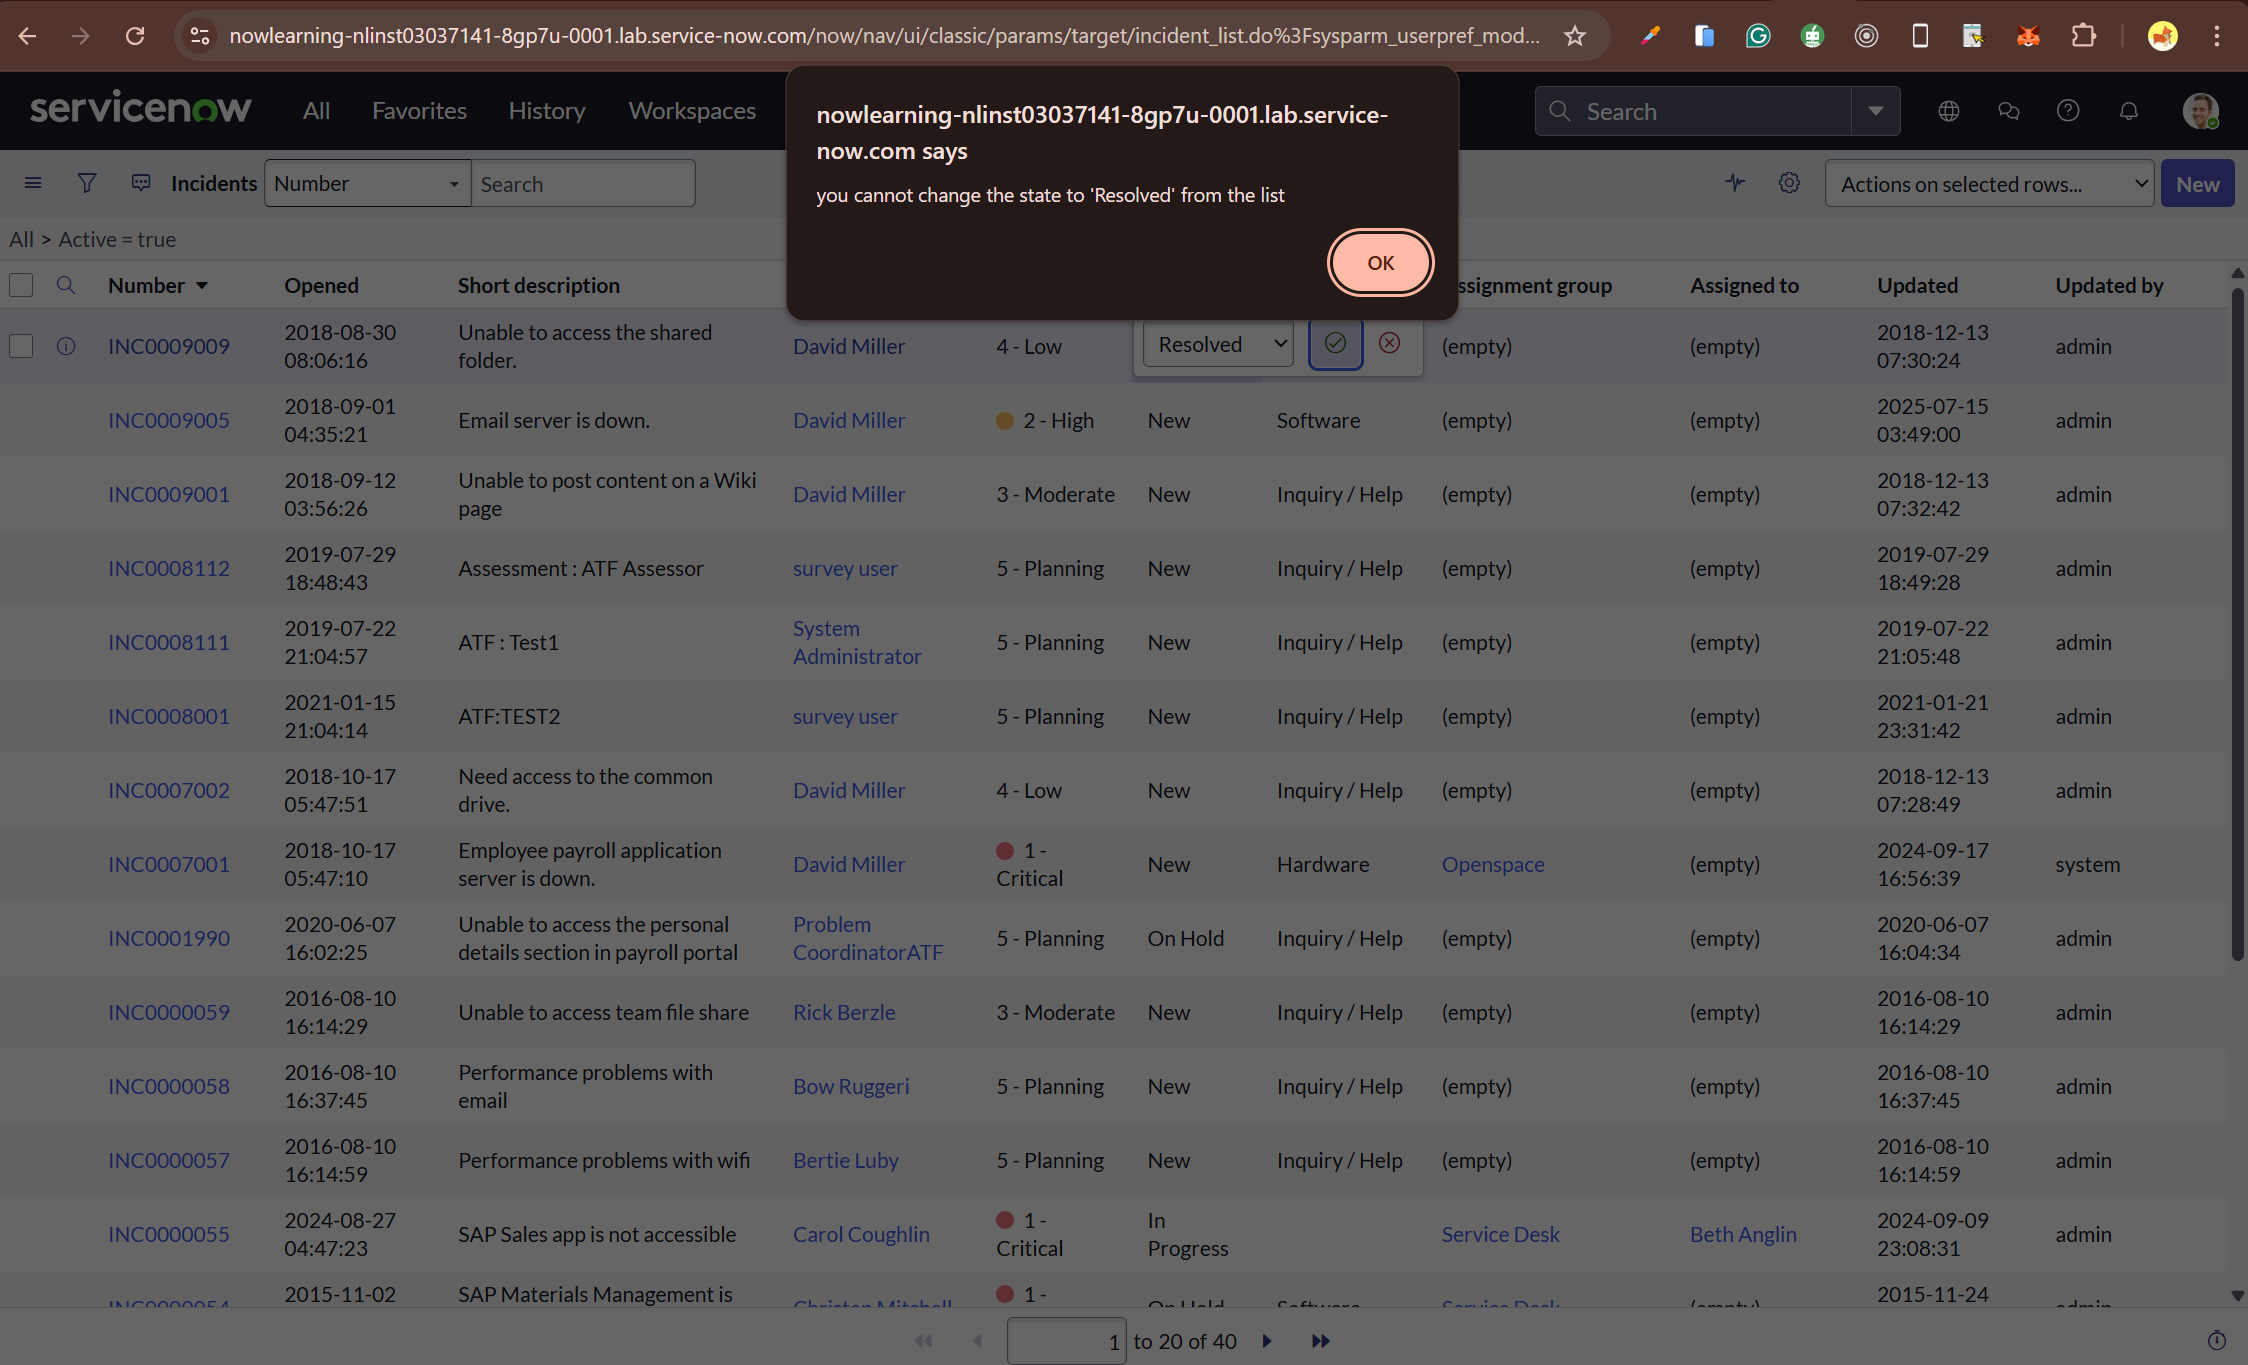 nowlearning-nlinst03037141-8gp7u-0001.lab.service-now.com/now/nav/ui/classic/params/target/incident_list.do%3Fsysparm_userpref_mod...
servicenow All Favorites History Workspaces
Search
nowlearning-nlinst03037141-8gp7u-0001.lab.service-
now.com says
you cannot change the state to 'Resolved' from the list
OK
Incidents Number Search Actions on selected rows... New
All > Active = true
Number Opened Short description ssignment group Assigned to Updated Updated by
INC0009009 2018-08-30 08:06:16 Unable to access the shared folder. David Miller 4 - Low Resolved (empty) (empty) 2018-12-13 07:30:24 admin
INC0009005 2018-09-01 04:35:21 Email server is down. David Miller 2 - High New Software (empty) (empty) 2025-07-15 03:49:00 admin
INC0009001 2018-09-12 03:56:26 Unable to post content on a Wiki page David Miller 3 - Moderate New Inquiry / Help (empty) (empty) 2018-12-13 07:32:42 admin
INC0008112 2019-07-29 18:48:43 Assessment : ATF Assessor survey user 5 - Planning New Inquiry / Help (empty) (empty) 2019-07-29 18:49:28 admin
INC0008111 2019-07-22 21:04:57 ATF : Test1 System Administrator 5 - Planning New Inquiry / Help (empty) (empty) 2019-07-22 21:05:48 admin
INC0008001 2021-01-15 21:04:14 ATF:TEST2 survey user 5 - Planning New Inquiry / Help (empty) (empty) 2021-01-21 23:31:42 admin
INC0007002 2018-10-17 05:47:51 Need access to the common drive. David Miller 4 - Low New Inquiry / Help (empty) (empty) 2018-12-13 07:28:49 admin
INC0007001 2018-10-17 05:47:10 Employee payroll application server is down. David Miller 1 - Critical New Hardware Openspace (empty) 2024-09-17 16:56:39 system
INC0001990 2020-06-07 16:02:25 Unable to access the personal details section in payroll portal Problem CoordinatorATF 5 - Planning On Hold Inquiry / Help (empty) (empty) 2020-06-07 16:04:34 admin
INC0000059 2016-08-10 16:14:29 Unable to access team file share Rick Berzle 3 - Moderate New Inquiry / Help (empty) (empty) 2016-08-10 16:14:29 admin
INC0000058 2016-08-10 16:37:45 Performance problems with email Bow Ruggeri 5 - Planning New Inquiry / Help (empty) (empty) 2016-08-10 16:37:45 admin
INC0000057 2016-08-10 16:14:59 Performance problems with wifi Bertie Luby 5 - Planning New Inquiry / Help (empty) (empty) 2016-08-10 16:14:59 admin
INC0000055 2024-08-27 04:47:23 SAP Sales app is not accessible Carol Coughlin 1 - Critical In Progress Service Desk Beth Anglin 2024-09-09 23:08:31 admin
INC0000054 2015-11-02 SAP Materials Management is Christen Mitchell 1 - On Hold Software Service Desk (empty) 2015-11-24 admin
1 to 20 of 40